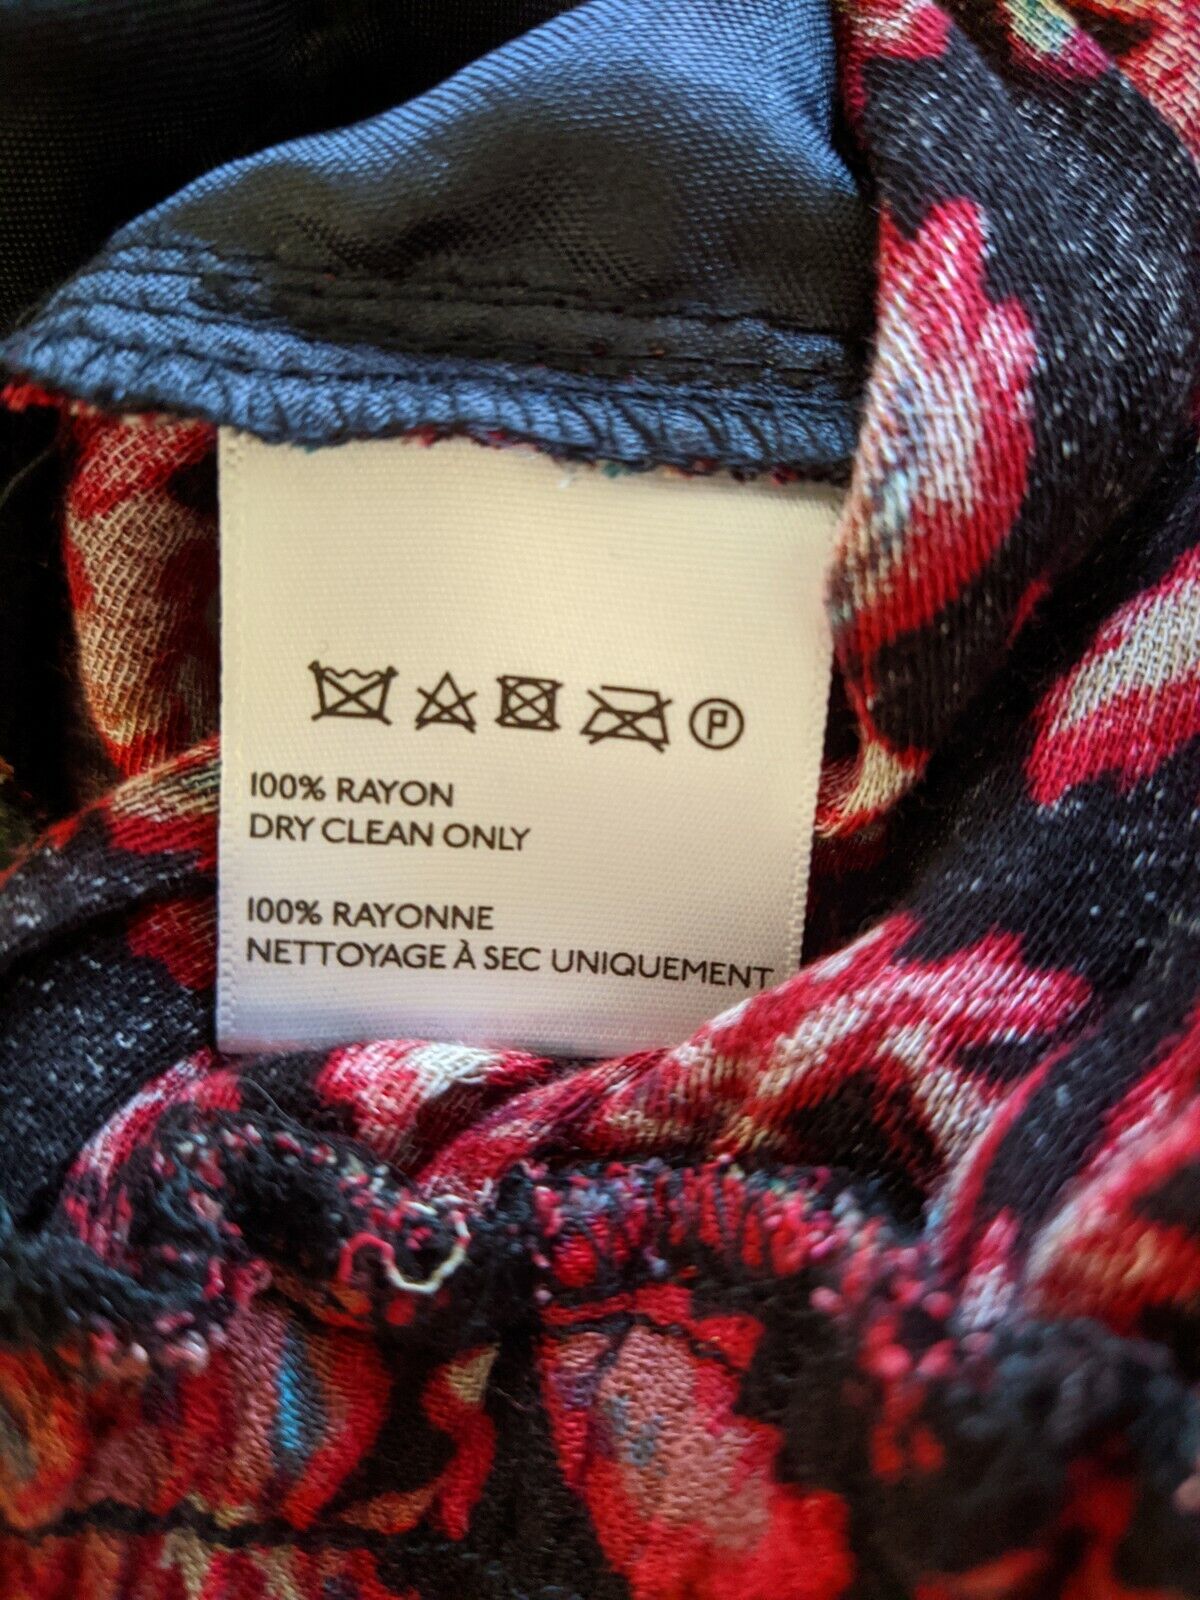 P
100% RAYON
DRY CLEAN ONLY
100% RAYONNE
NETTOYAGE À SEC UNIQUEMENT